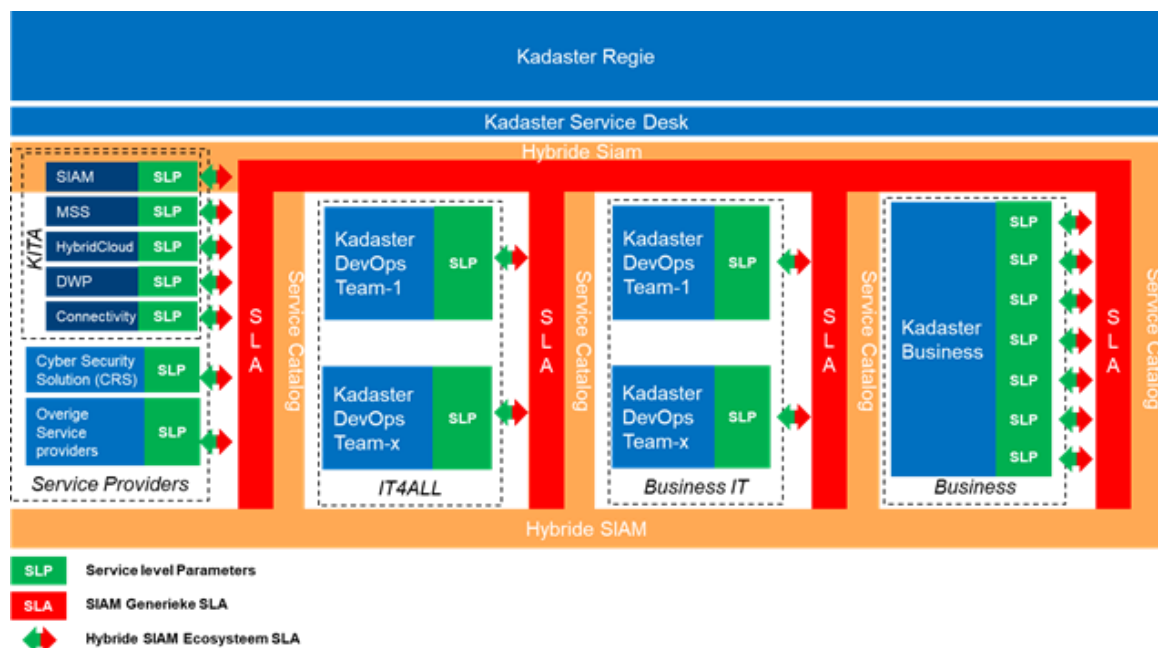 Kadaster Regie
Kadaster Service Desk
Hybride Siam
KITA
SIAM
SLP
MSS
SLP
HybridCloud
SLP
DWP
SLP
Connectivity
SLP
Cyber Security
Solution (CRS)
SLP
Overige
Service
providers
SLP
Service Providers
SLA
Service Catalog
Kadaster
DevOps
Team-1
SLP
Kadaster
DevOps
Team-x
SLP
IT4ALL
SLA
Service Catalog
Kadaster
DevOps
Team-1
SLP
Kadaster
DevOps
Team-x
SLP
Business IT
SLA
Service Catalog
Kadaster
Business
SLP
SLP
SLP
SLP
SLP
SLP
SLP
Business
SLA
Service Catalog
Hybride SIAM
SLP
Service level Parameters
SLA
SIAM Generieke SLA
Hybride SIAM Ecosysteem SLA